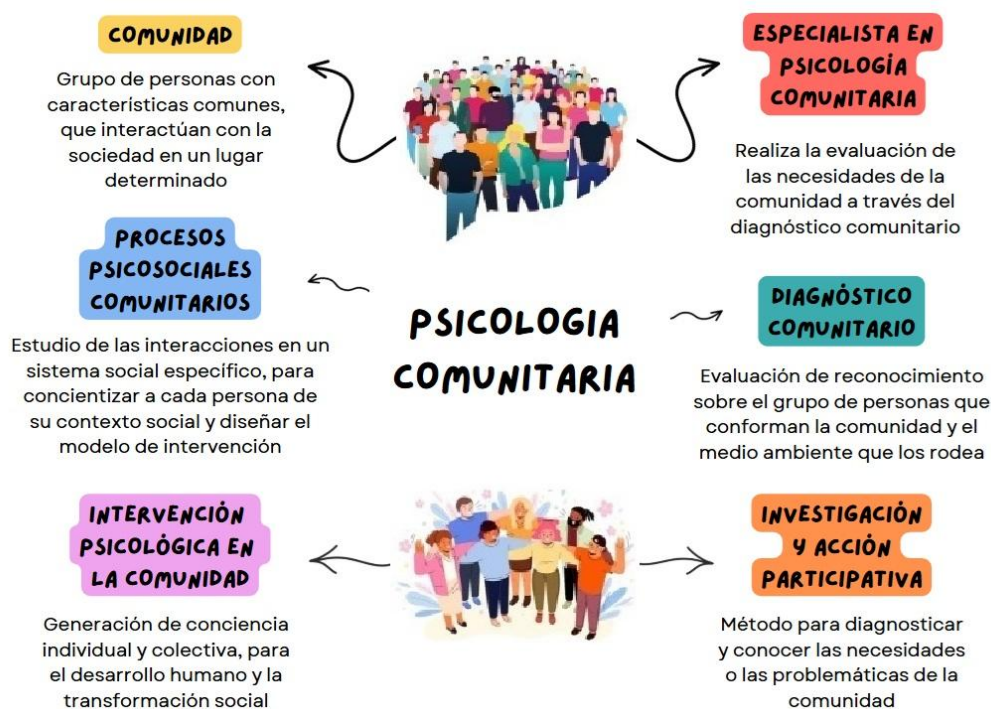 COMUNIDAD
Grupo de personas con
características comunes,
que interactúan con la
sociedad en un lugar
determinado
ESPECIALISTA EN
PSICOLOGÍA
COMUNITARIA
Realiza la evaluación de
las necesidades de la
comunidad a través del
diagnóstico comunitario
PROCESOS
PSICOSOCIALES
COMUNITARIOS
Estudio de las interacciones en un
sistema social específico, para
concientizar a cada persona de
su contexto social y diseñar el
modelo de intervención
PSICOLOGIA
COMUNITARIA
DIAGNÓSTICO
COMUNITARIO
Evaluación de reconocimiento
sobre el grupo de personas que
conforman la comunidad y el
medio ambiente que los rodea
INTERVENCIÓN
PSICOLÓGICA EN
LA COMUNIDAD
Generación de conciencia
individual y colectiva, para
el desarrollo humano y la
transformación social
INVESTIGACIÓN
Y ACCIÓN
PARTICIPATIVA
Método para diagnosticar
y conocer las necesidades
o las problemáticas de la
comunidad